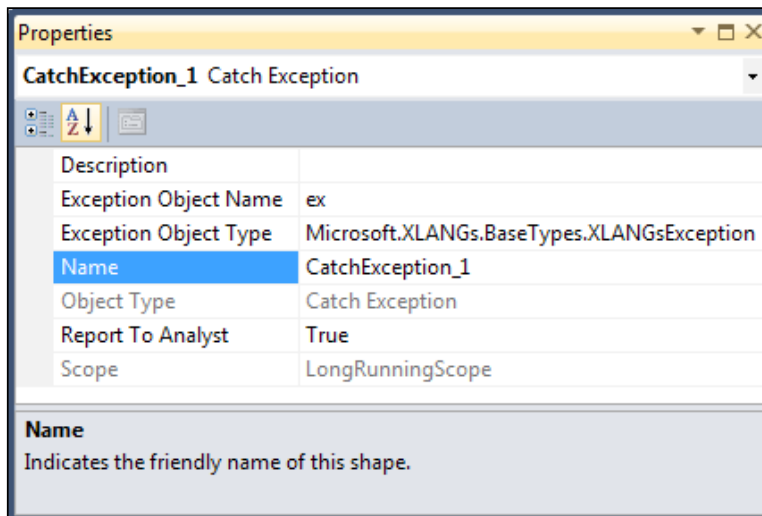 Properties
CatchException_1 Catch Exception
A
Z
Description
Exception Object Name ex
Exception Object Type Microsoft.XLANGs.BaseTypes.XLANGsException
Name CatchException_1
Object Type Catch Exception
Report To Analyst True
Scope LongRunningScope
Name
Indicates the friendly name of this shape.